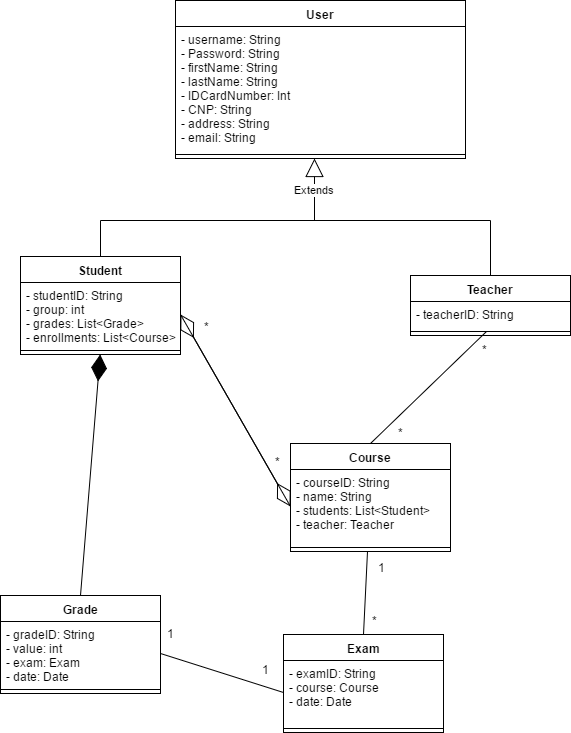 User
- username: String
- Password: String
- firstName: String
- lastName: String
- IDCardNumber: Int
- CNP: String
- address: String
- email: String
Extends
Student
- studentID: String
- group: int
- grades: List<Grade>
- enrollments: List<Course>
Teacher
- teacherID: String
*
*
*
*
Course
- courseID: String
- name: String
- students: List<Student>
- teacher: Teacher
1
*
Grade
- gradeID: String
- value: int
- exam: Exam
- date: Date
1
1
Exam
- examID: String
- course: Course
- date: Date